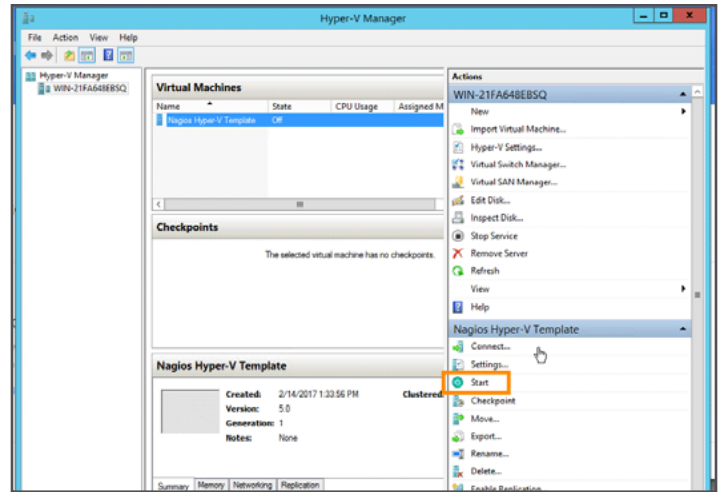 Hyper-V Manager
File Action View Help
Hyper-V Manager
WIN-21FA648EBSQ
Virtual Machines
Name State CPU Usage Assigned M
Nagios Hyper-V Template Off
Checkpoints
The selected virtual machine has no checkpoints.
Nagios Hyper-V Template
Created: 2/14/2017 1:33:56 PM Clustered
Version: 5.0
Generation: 1
Notes: None
Summary Memory Networking Replication
Actions
WIN-21FA648EBSQ
New
Import Virtual Machine...
Hyper-V Settings...
Virtual Switch Manager...
Virtual SAN Manager...
Edit Disk...
Inspect Disk...
Stop Service
Remove Server
Refresh
View
Help
Nagios Hyper-V Template
Connect...
Settings...
Start
Checkpoint
Move...
Export...
Rename...
Delete...
Enable Replication